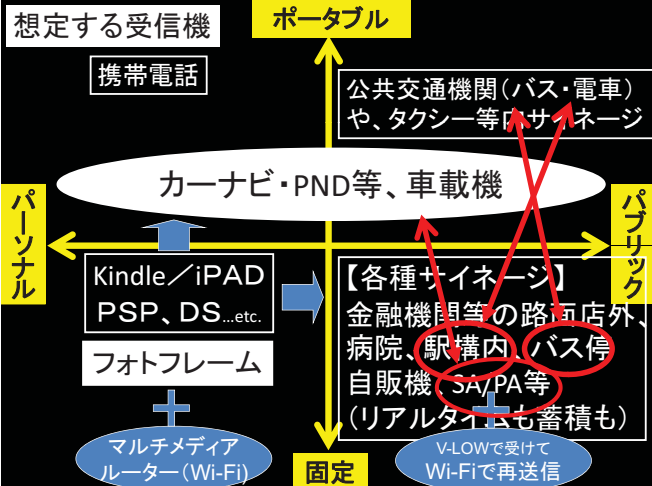 想定する受信機
ポータブル
携帯電話
公共交通機関(バス・電車)
や、タクシー等内サイネージ
カーナビ・PND等、車載機
パーソナル
パブリック
Kindle／iPAD
PSP、DS…etc.
フォトフレーム
【各種サイネージ】
金融機関等の路面店外、
病院、駅構内、バス停
自販機、SA/PA等
(リアルタイムも蓄積も)
マルチメディア
ルーター(Wi-Fi)
固定
V-LOWで受けて
Wi-Fiで再送信